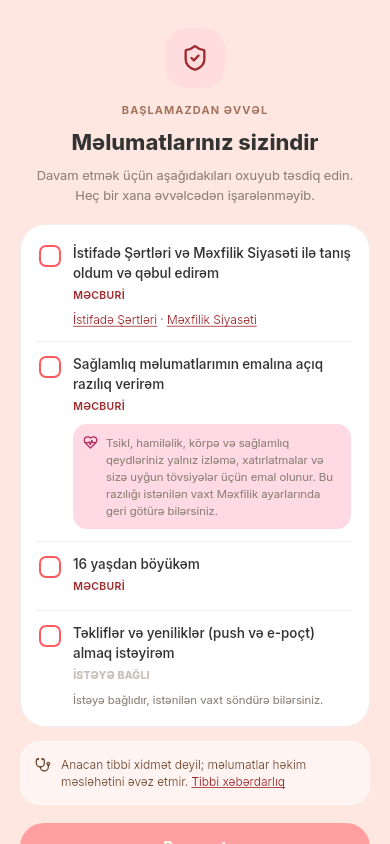 BAŞLAMAZDAN ƏVVƏL
Məlumatlarınız sizindir
Davam etmək üçün aşağıdakıları oxuyub təsdiq edin.
Heç bir xana əvvəlcədən işarələnməyib.
İstifadə Şərtləri və Məxfilik Siyasəti ilə tanış
oldum və qəbul edirəm
MƏCBURİ
İstifadə Şərtləri · Məxfilik Siyasəti
Sağlamlıq məlumatlarımın emalına açıq
razılıq verirəm
MƏCBURİ
Tsikl, hamiləlik, körpə və sağlamlıq
qeydləriniz yalnız izləmə, xatırlatmalar və
sizə uyğun tövsiyələr üçün emal olunur. Bu
razılığı istənilən vaxt Məxfilik ayarlarında
geri götürə bilərsiniz.
16 yaşdan böyükəm
MƏCBURİ
Təkliflər və yeniliklər (push və e-poçt)
almaq istəyirəm
İSTƏYƏ BAĞLI
İstəyə bağlıdır, istənilən vaxt söndürə bilərsiniz.
Anacan tibbi xidmət deyil; məlumatlar həkim
məsləhətini əvəz etmir. Tibbi xəbərdarlıq